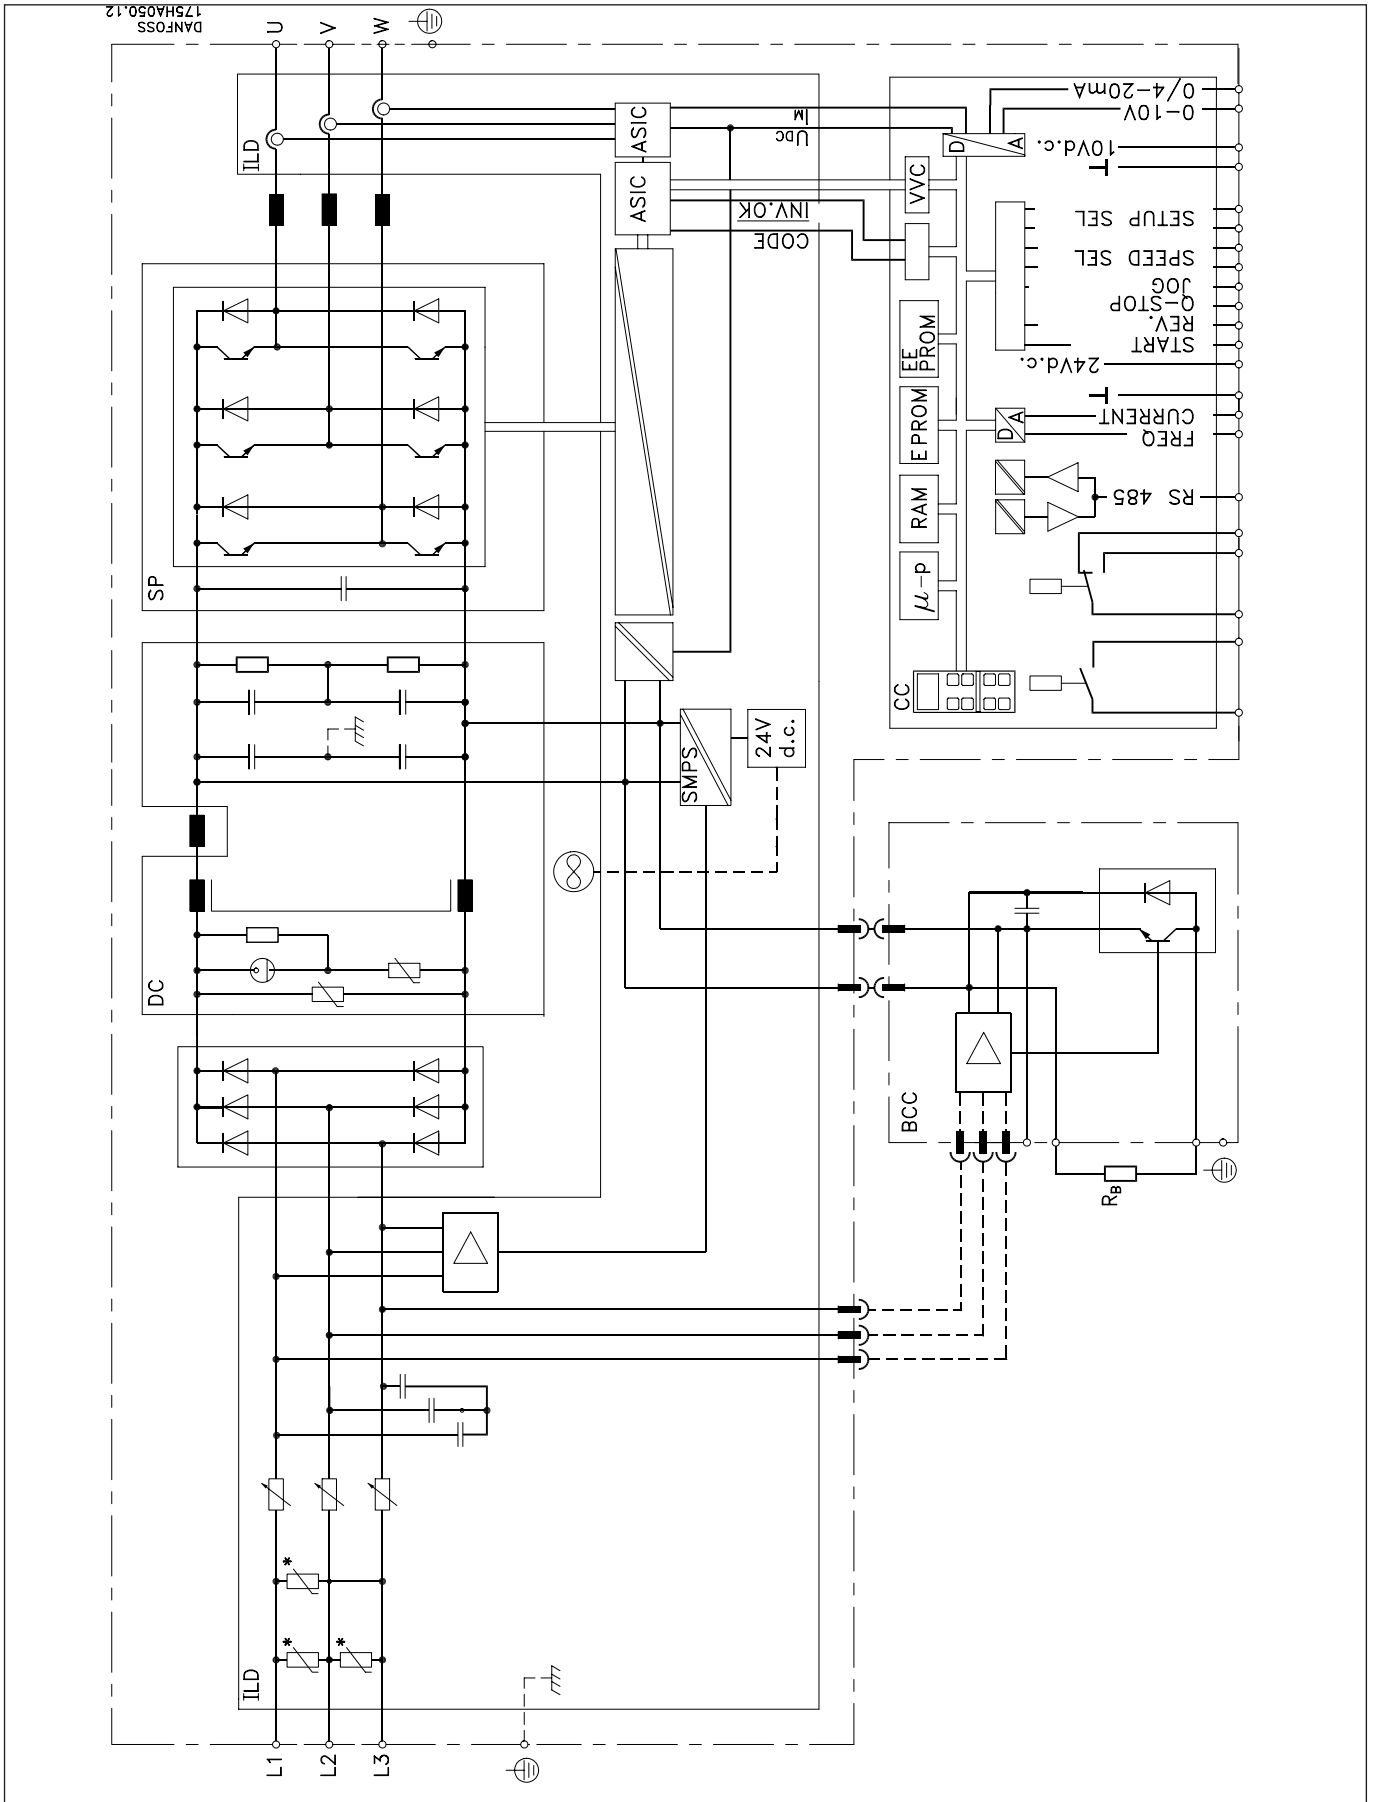 DANFOSS
175HA050.12
U
V
W
ILD
ASIC
ASIC
IM
UDC
INV.OK
CODE
D
A
VVC
0/4-20mA
0-10V
10Vd.c.
SETUP SEL
SPEED SEL
JOG
Q-STOP
REV.
START
24Vd.c.
CURRENT
FREQ
D
A
RS 485
EE
PROM
E PROM
RAM
μ-p
CC
SP
SMPS
24V
d.c.
DC
BCC
RB
*
*
*
ILD
L1
L2
L3